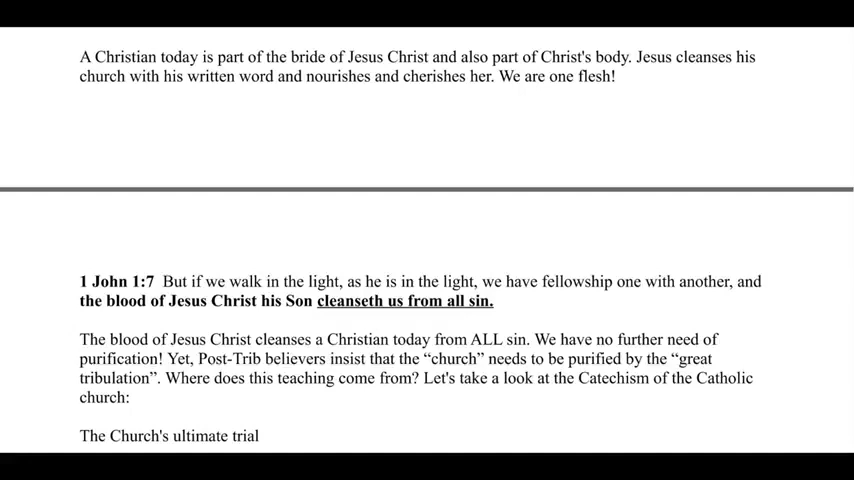 A Christian today is part of the bride of Jesus Christ and also part of Christ's body. Jesus cleanses his
church with his written word and nourishes and cherishes her. We are one flesh!
1 John 1:7  But if we walk in the light, as he is in the light, we have fellowship one with another, and
the blood of Jesus Christ his Son cleanseth us from all sin.
The blood of Jesus Christ cleanses a Christian today from ALL sin. We have no further need of
purification! Yet, Post-Trib believers insist that the “church” needs to be purified by the “great
tribulation”. Where does this teaching come from? Let's take a look at the Catechism of the Catholic
church:
The Church's ultimate trial